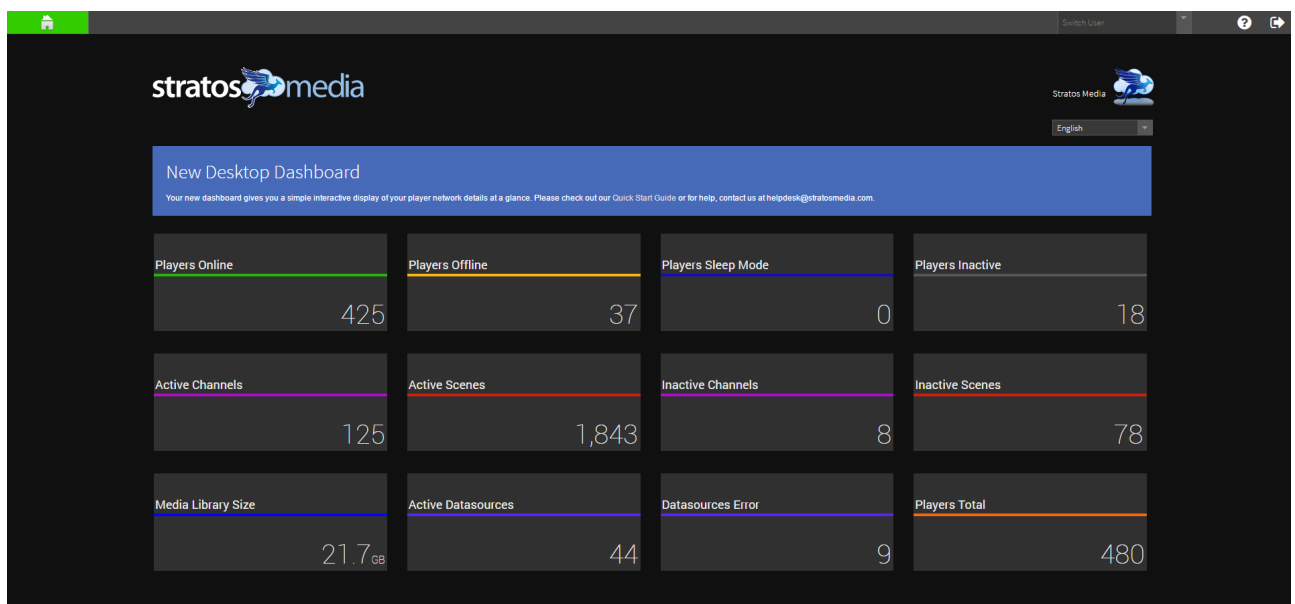 Switch User
stratosmedia
Stratos Media
English
New Desktop Dashboard
Your new dashboard gives you a simple interactive display of your player network details at a glance. Please check out our Quick Start Guide or for help, contact us at helpdesk@stratosmedia.com.
Players Online
425
Players Offline
37
Players Sleep Mode
0
Players Inactive
18
Active Channels
125
Active Scenes
1,843
Inactive Channels
8
Inactive Scenes
78
Media Library Size
21.7GB
Active Datasources
44
Datasources Error
9
Players Total
480